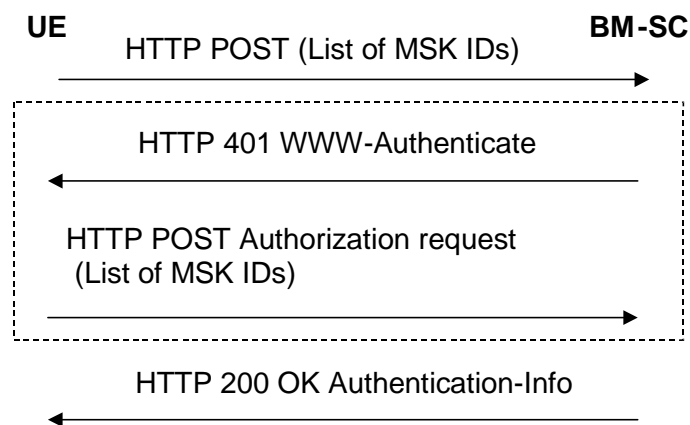 UE BM-SC
HTTP POST (List of MSK IDs)
HTTP 401 WWW-Authenticate
HTTP POST Authorization request
(List of MSK IDs)
HTTP 200 OK Authentication-Info